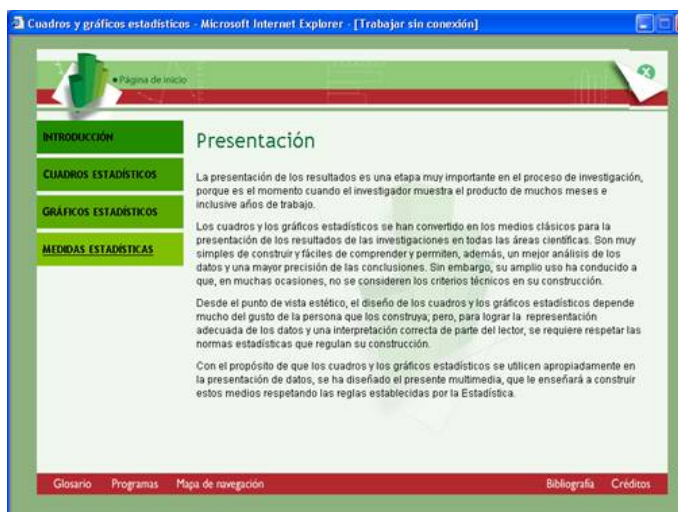 Cuadros y gráficos estadísticos - Microsoft Internet Explorer - [Trabajar sin conexión]
Página de inicio
INTRODUCCIÓN
CUADROS ESTADÍSTICOS
GRÁFICOS ESTADÍSTICOS
MEDIDAS ESTADÍSTICAS
Presentación
La presentación de los resultados es una etapa muy importante en el proceso de investigación,
porque es el momento cuando el investigador muestra el producto de muchos meses e
inclusive años de trabajo.
Los cuadros y los gráficos estadísticos se han convertido en los medios clásicos para la
presentación de los resultados de las investigaciones en todas las áreas científicas. Son muy
simples de construir y fáciles de comprender y permiten, además, un mejor análisis de los
datos y una mayor precisión de las conclusiones. Sin embargo, su amplio uso ha conducido a
que, en muchas ocasiones, no se consideren los criterios técnicos en su construcción.
Desde el punto de vista estético, el diseño de los cuadros y los gráficos estadísticos depende
mucho del gusto de la persona que los construya; pero, para lograr la representación
adecuada de los datos y una interpretación correcta de parte del lector, se requiere respetar las
normas estadísticas que regulan su construcción.
Con el propósito de que los cuadros y los gráficos estadísticos se utilicen apropiadamente en
la presentación de datos, se ha diseñado el presente multimedia, que le enseñará a construir
estos medios respetando las reglas establecidas por la Estadística.
Glosario Programas Mapa de navegación Bibliografía Créditos